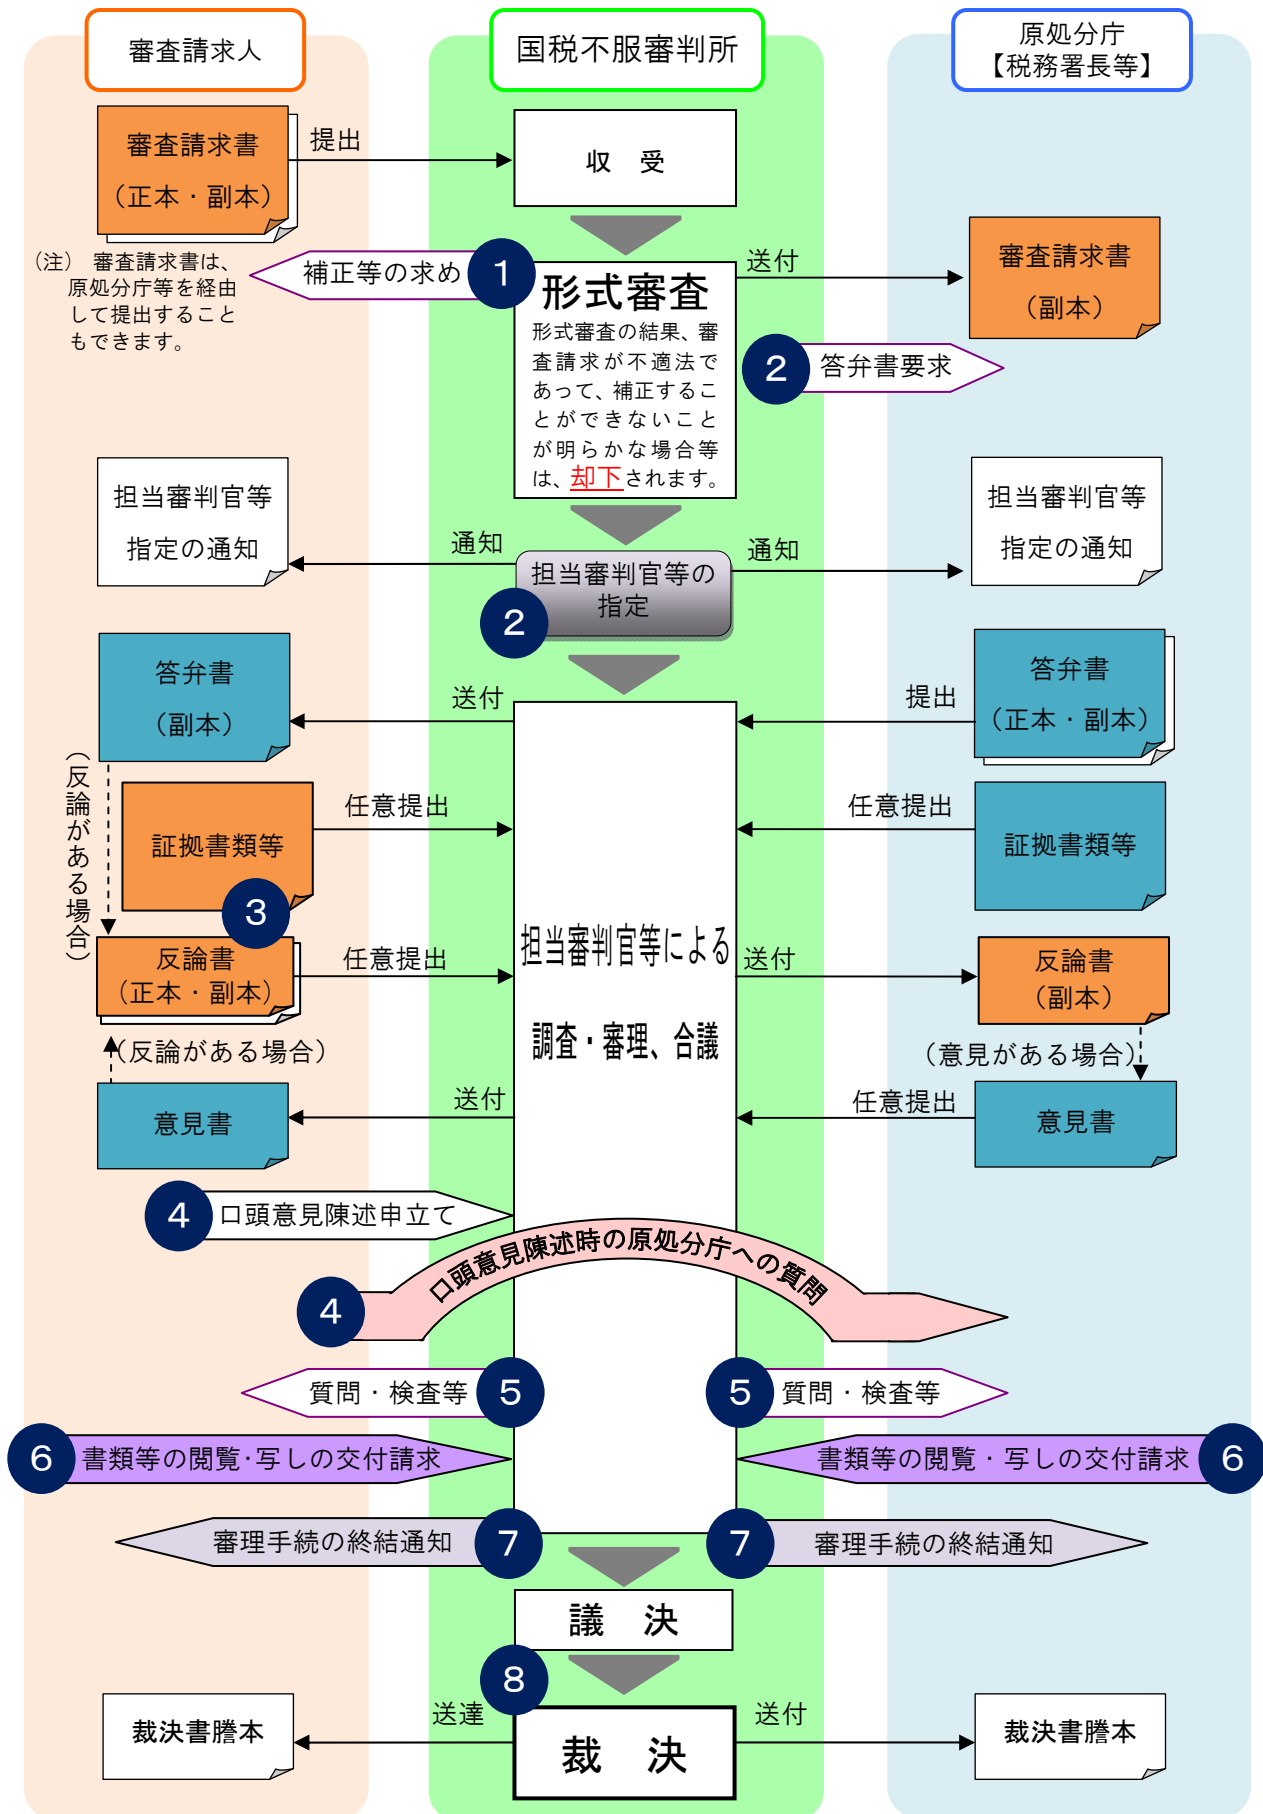 審査請求人
国税不服審判所
原処分庁
【税務署長等】
審査請求書
（正本・副本）
提出
収　受
（注）　審査請求書は、
原処分庁等を経由
して提出すること
もできます。
補正等の求め
1
形式審査
形式審査の結果、審
査請求が不適法で
あって、補正するこ
とができないこと
が明らかな場合等
は、却下されます。
送付
審査請求書
（副本）
2
答弁書要求
担当審判官等
指定の通知
通知
担当審判官等の
指定
2
通知
担当審判官等
指定の通知
答弁書
（副本）
送付
提出
答弁書
（正本・副本）
（反論がある場合）
証拠書類等
3
任意提出
任意提出
証拠書類等
反論書
（正本・副本）
任意提出
担当審判官等による
調査・審理、合議
送付
反論書
（副本）
（反論がある場合）
（意見がある場合）
意見書
送付
任意提出
意見書
4
口頭意見陳述申立て
4
口頭意見陳述時の原処分庁への質問
質問・検査等
5
5
質問・検査等
6
書類等の閲覧・写しの交付請求
書類等の閲覧・写しの交付請求
6
審理手続の終結通知
7
7
審理手続の終結通知
議　決
8
裁決書謄本
送達
裁　決
送付
裁決書謄本